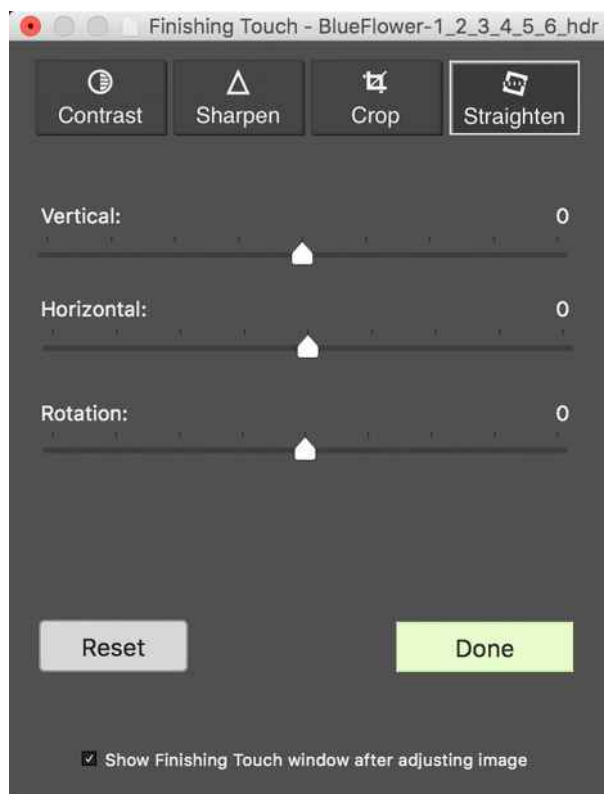 Finishing Touch - BlueFlower-1_2_3_4_5_6_hdr
Contrast Sharpen Crop Straighten
Vertical: 0
Horizontal: 0
Rotation: 0
Reset Done
Show Finishing Touch window after adjusting image